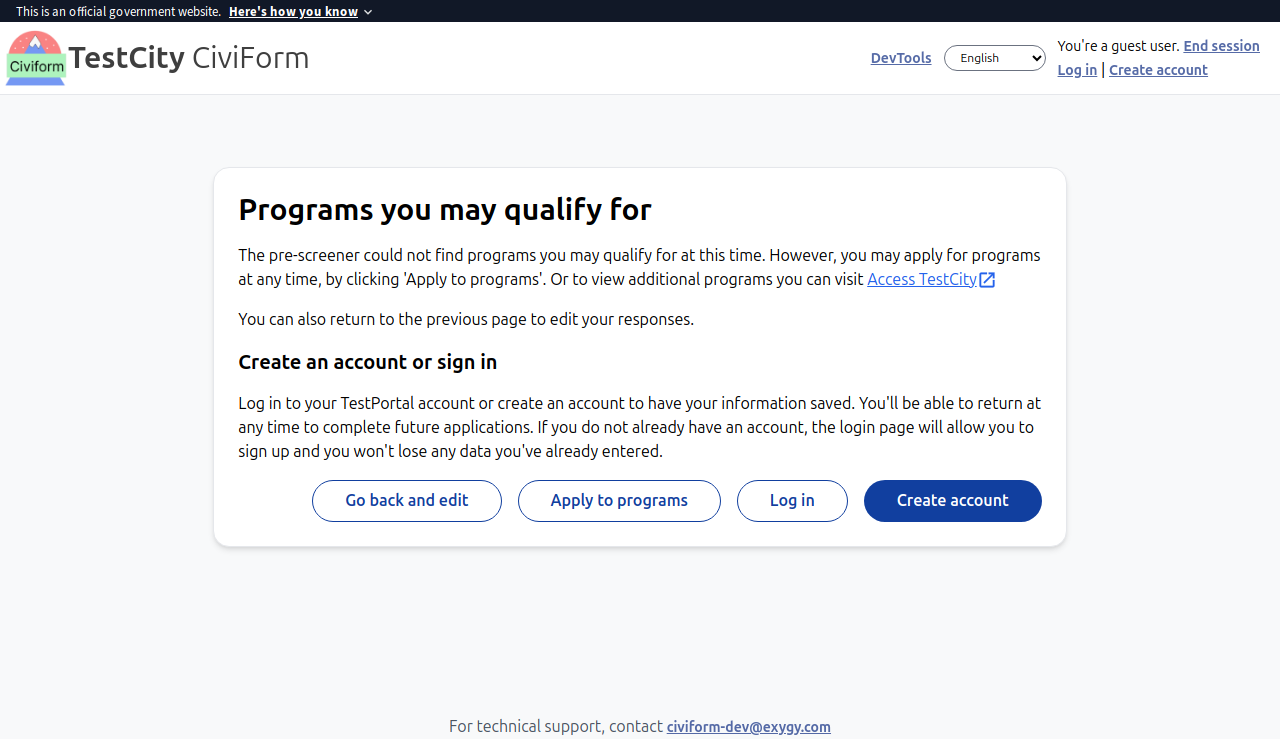 This is an official government website. Here's how you know
Civiform
TestCity CiviForm
DevTools
English
You're a guest user. End session
Log in | Create account
Programs you may qualify for
The pre-screener could not find programs you may qualify for at this time. However, you may apply for programs
at any time, by clicking 'Apply to programs'. Or to view additional programs you can visit Access TestCity
You can also return to the previous page to edit your responses.
Create an account or sign in
Log in to your TestPortal account or create an account to have your information saved. You'll be able to return at
any time to complete future applications. If you do not already have an account, the login page will allow you to
sign up and you won't lose any data you've already entered.
Go back and edit
Apply to programs
Log in
Create account
For technical support, contact civiform-dev@exygy.com